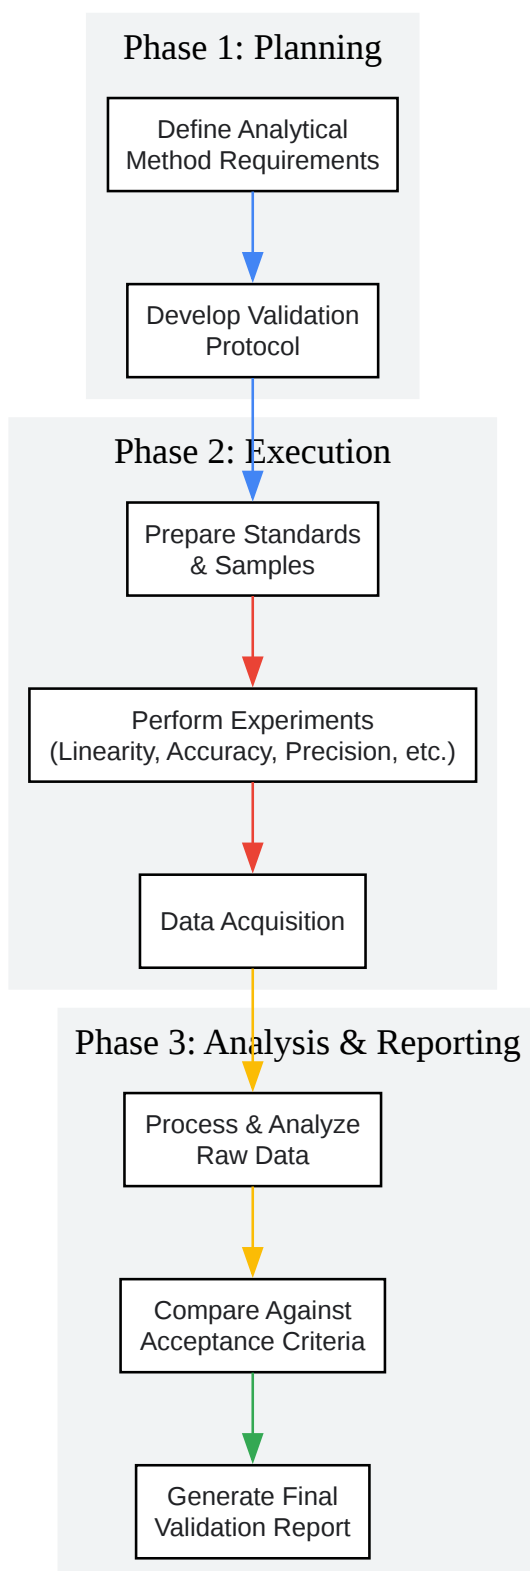 Phase 1: Planning
Define Analytical
Method Requirements
Develop Validation
Protocol
Phase 2: Execution
Prepare Standards
& Samples
Perform Experiments
(Linearity, Accuracy, Precision, etc.)
Data Acquisition
Phase 3: Analysis & Reporting
Process & Analyze
Raw Data
Compare Against
Acceptance Criteria
Generate Final
Validation Report